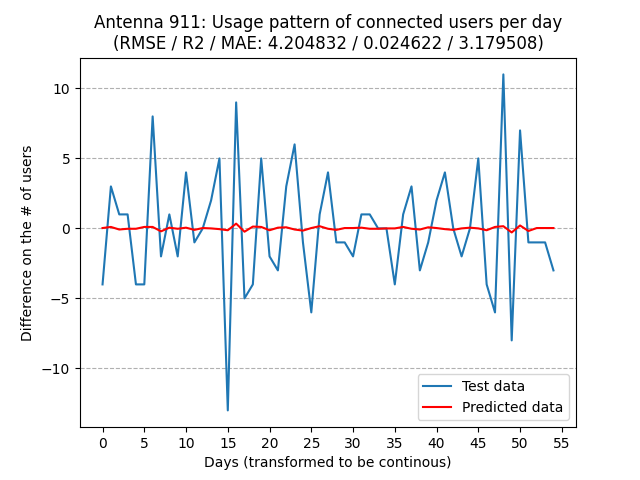 Antenna 911: Usage pattern of connected users per day
(RMSE / R2 / MAE: 4.204832 / 0.024622 / 3.179508)
Difference on the # of users
10
5
0
−5
−10
Test data
Predicted data
0 5 10 15 20 25 30 35 40 45 50 55
Days (transformed to be continous)